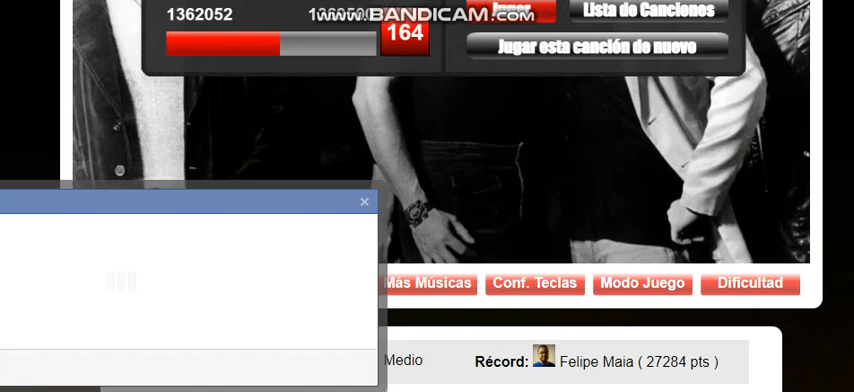 www.BANDICAM.com
1362052
164
Jugar
Lista de Canciones
Jugar esta canción de nuevo
Más Músicas
Conf. Teclas
Modo Juego
Dificultad
Medio
Récord: Felipe Maia ( 27284 pts )